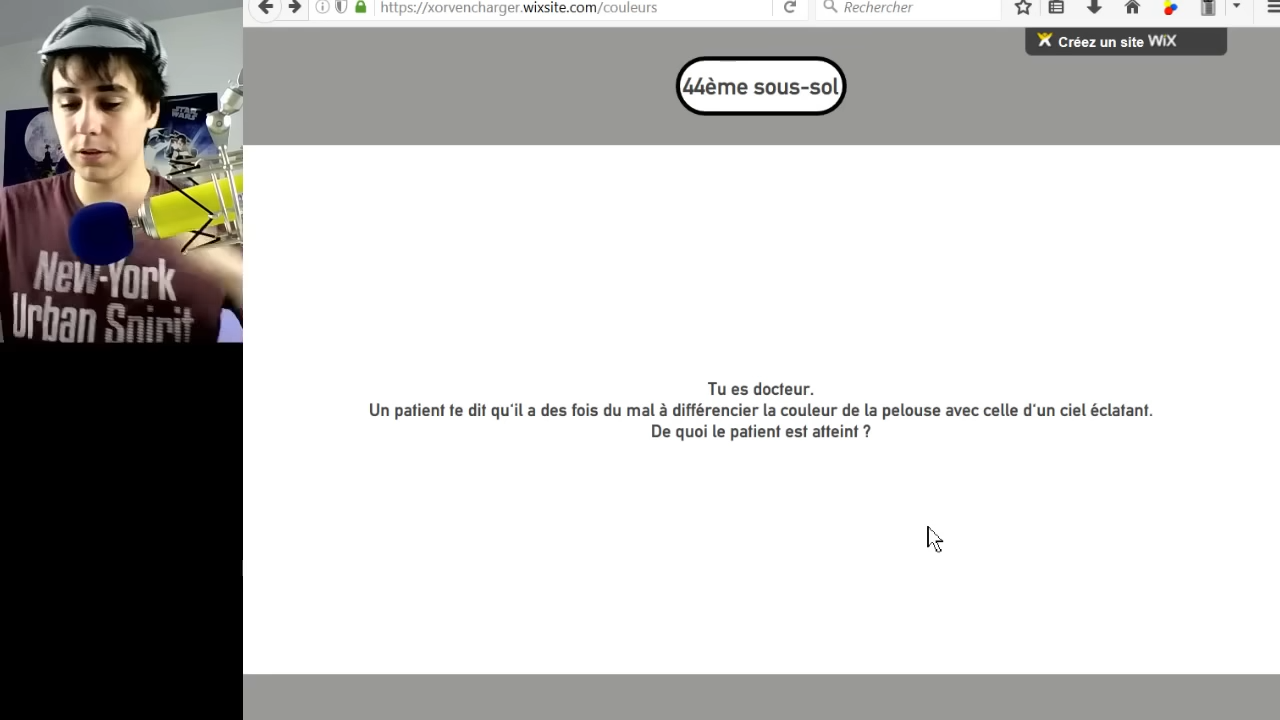 https://xorvencharger.wixsite.com/couleurs
Rechercher
Créez un site WiX
44ème sous-sol
STAR
WARS
New-York
Urban Spirit
Tu es docteur.
Un patient te dit qu'il a des fois du mal à différencier la couleur de la pelouse avec celle d'un ciel éclatant.
De quoi le patient est atteint ?